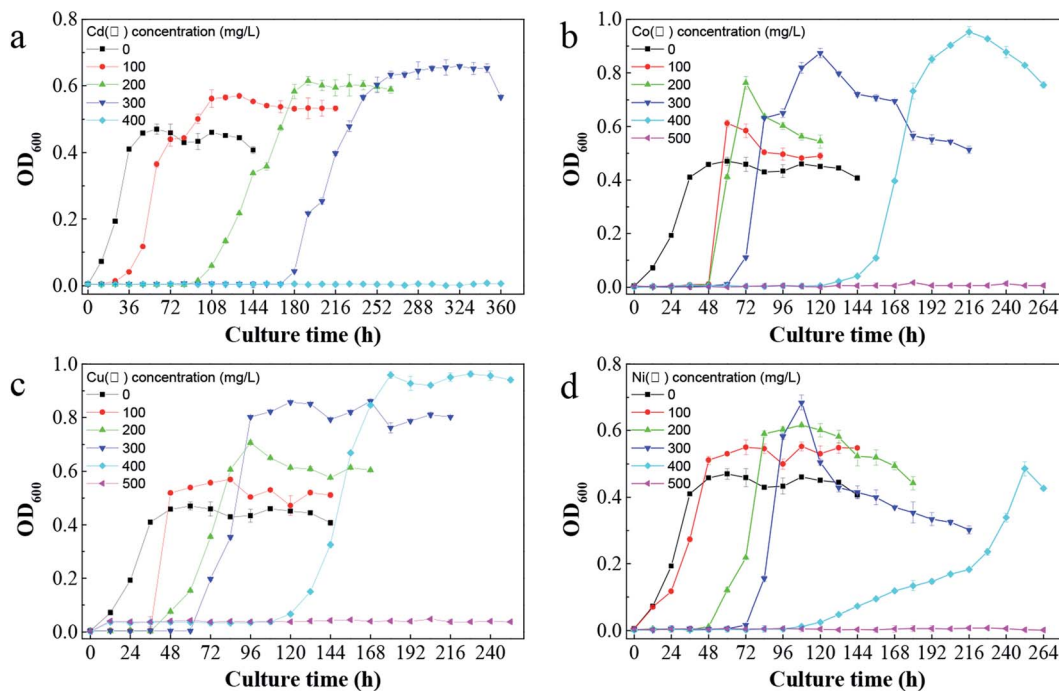 a
Cd(□) concentration (mg/L)
0
100
200
300
400
0.8
0.6
0.4
0.2
0.0
OD600
0 36 72 108 144 180 216 252 288 324 360
Culture time (h)
b
Co(□) concentration (mg/L)
0
100
200
300
400
500
1.0
0.8
0.6
0.4
0.2
0.0
OD600
0 24 48 72 96 120 144 168 192 216 240 264
Culture time (h)
c
Cu(□) concentration (mg/L)
0
100
200
300
400
500
1.0
0.8
0.6
0.4
0.2
0.0
OD600
0 24 48 72 96 120 144 168 192 216 240
Culture time (h)
d
Ni(□) concentration (mg/L)
0
100
200
300
400
500
0.8
0.6
0.4
0.2
0.0
OD600
0 24 48 72 96 120 144 168 192 216 240 264
Culture time (h)